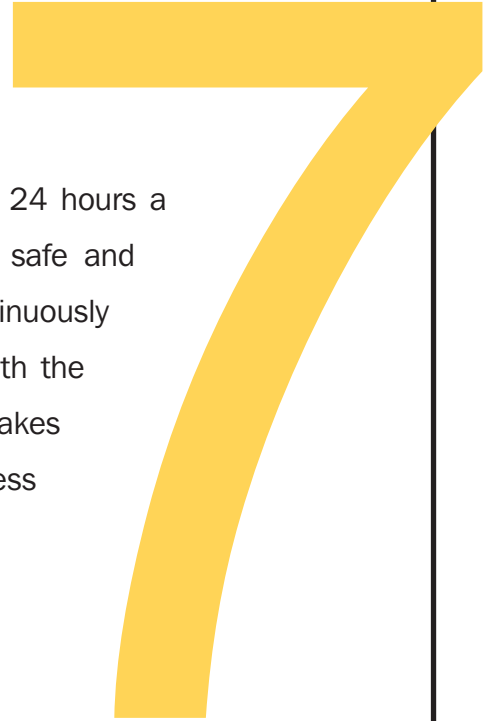 7
24 hours a
safe and
inuously
th the
akes
ess